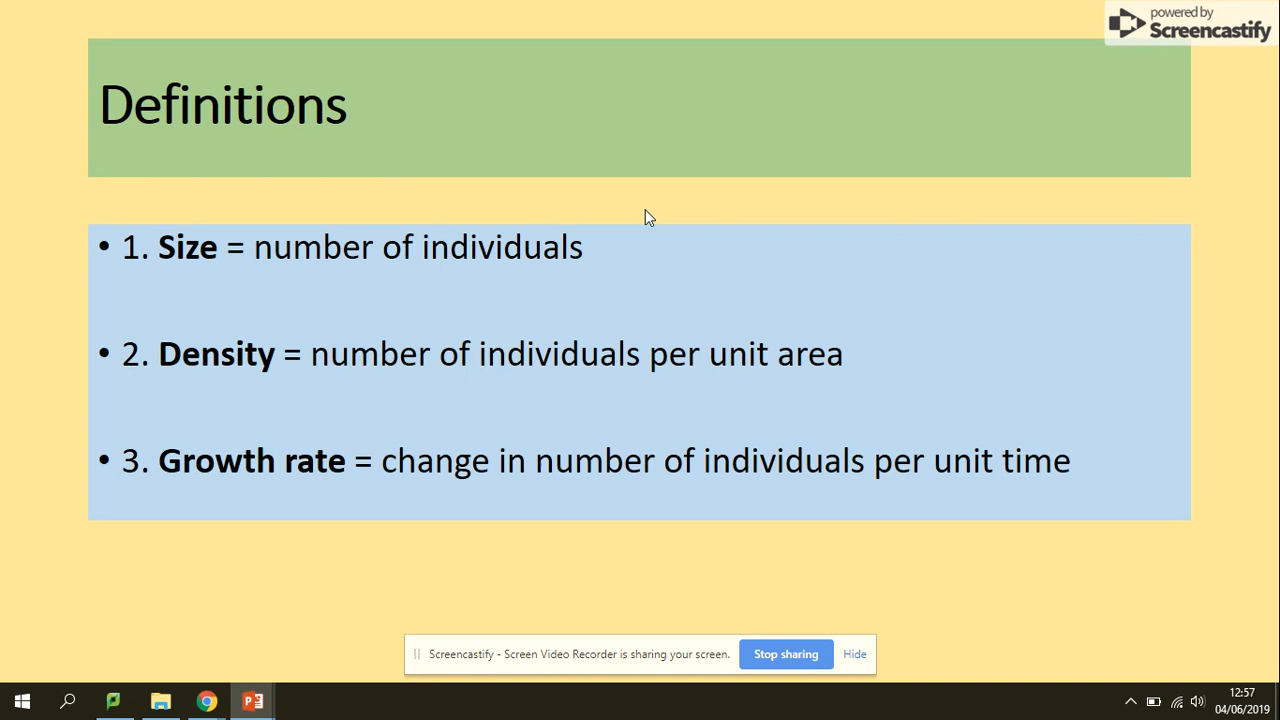 powered by
Screencastify
Definitions
• 1. Size = number of individuals
• 2. Density = number of individuals per unit area
• 3. Growth rate = change in number of individuals per unit time
Screencastify - Screen Video Recorder is sharing your screen. Stop sharing Hide
12:57
04/06/2019